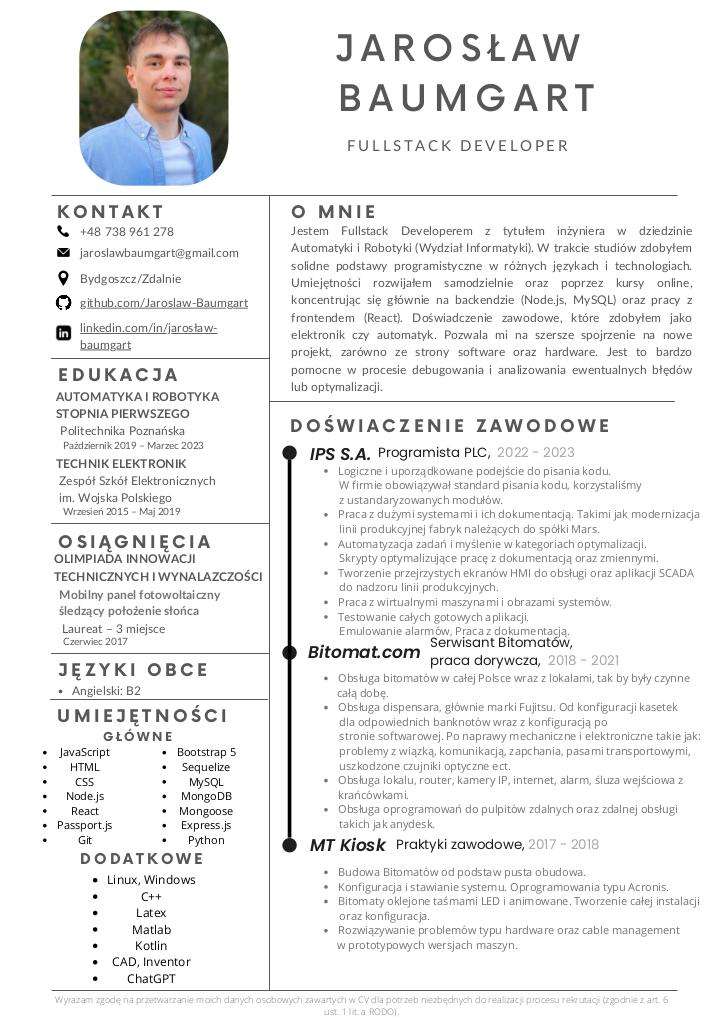 JAROSŁAW
BAUMGART
FULLSTACK DEVELOPER
KONTAKT
+48 738 961 278
jaroslawbaumgart@gmail.com
Bydgoszcz/Zdalnie
github.com/Jaroslaw-Baumgart
linkedin.com/in/jarosław-
baumgart
EDUKACJA
AUTOMATYKA I ROBOTYKA
STOPNIA PIERWSZEGO
Politechnika Poznańska
Październik 2019 – Marzec 2023
TECHNIK ELEKTRONIK
Zespół Szkół Elektronicznych
im. Wojska Polskiego
Wrzesień 2015 – Maj 2019
OSIĄGNIĘCIA
OLIMPIADA INNOWACJI
TECHNICZNYCH I WYNALAZCZOŚCI
Mobilny panel fotowoltaiczny
śledzący położenie słońca
Laureat – 3 miejsce
Czerwiec 2017
JĘZYKI OBCE
• Angielski: B2
UMIEJĘTNOŚCI
GŁÓWNE
• JavaScript
• HTML
• CSS
• Node.js
• React
• Passport.js
• Git
• Bootstrap 5
• Sequelize
• MySQL
• MongoDB
• Mongoose
• Express.js
• Python
DODATKOWE
• Linux, Windows
• C++
• Latex
• Matlab
• Kotlin
• CAD, Inventor
• ChatGPT
O MNIE
Jestem Fullstack Developerem z tytułem inżyniera w dziedzinie
Automatyki i Robotyki (Wydział Informatyki). W trakcie studiów zdobyłem
solidne podstawy programistyczne w różnych językach i technologiach.
Umiejętności rozwijałem samodzielnie oraz poprzez kursy online,
koncentrując się głównie na backendzie (Node.js, MySQL) oraz pracy z
frontendem (React). Doświadczenie zawodowe, które zdobyłem jako
elektronik czy automatyk. Pozwala mi na szersze spojrzenie na nowe
projekt, zarówno ze strony software oraz hardware. Jest to bardzo
pomocne w procesie debugowania i analizowania ewentualnych błędów
lub optymalizacji.
DOŚWIACZENIE ZAWODOWE
IPS S.A. Programista PLC, 2022 - 2023
• Logiczne i uporządkowane podejście do pisania kodu.
W firmie obowiązywał standard pisania kodu, korzystaliśmy
z ustandaryzowanych modułów.
• Praca z dużymi systemami i ich dokumentacją. Takimi jak modernizacja
linii produkcyjnej fabryk należących do spółki Mars.
• Automatyzacja zadań i myślenie w kategoriach optymalizacji.
Skrypty optymalizujące pracę z dokumentacją oraz zmiennymi.
• Tworzenie przejrzystych ekranów HMI do obsługi oraz aplikacji SCADA
do nadzoru linii produkcyjnych.
• Praca z wirtualnymi maszynami i obrazami systemów.
• Testowanie całych gotowych aplikacji.
Emulowanie alarmów, Praca z dokumentacją.
Bitomat.com Serwisant Bitomatów,
praca dorywcza, 2018 - 2021
• Obsługa bitomatów w całej Polsce wraz z lokalami, tak by były czynne
całą dobę.
• Obsługa dispensara, głównie marki Fujitsu. Od konfiguracji kasetek
dla odpowiednich banknotów wraz z konfiguracją po
stronie softwarowej. Po naprawy mechaniczne i elektroniczne takie jak:
problemy z wiązką, komunikacją, zapchania, pasami transportowymi,
uszkodzone czujniki optyczne ect.
• Obsługa lokalu, router, kamery IP, internet, alarm, śluza wejściowa z
krańcówkami.
• Obsługa oprogramowań do pulpitów zdalnych oraz zdalnej obsługi
takich jak anydesk.
MT Kiosk Praktyki zawodowe, 2017 - 2018
• Budowa Bitomatów od podstaw pusta obudowa.
• Konfiguracja i stawianie systemu. Oprogramowania typu Acronis.
• Bitomaty oklejone taśmami LED i animowane. Tworzenie całej instalacji
oraz konfiguracja.
• Rozwiązywanie problemów typu hardware oraz cable management
w prototypowych wersjach maszyn.
Wyrażam zgodę na przetwarzanie moich danych osobowych zawartych w CV dla potrzeb niezbędnych do realizacji procesu rekrutacji (zgodnie z art. 6
ust. 1 lit. a RODO).